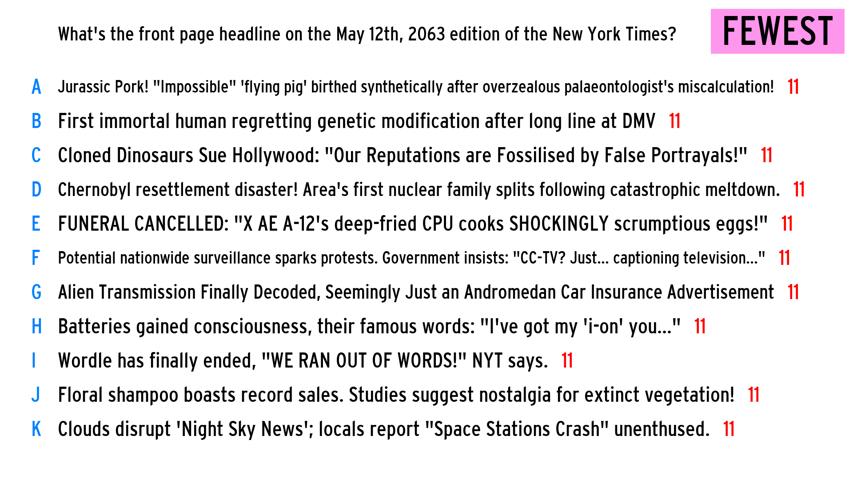 What's the front page headline on the May 12th, 2063 edition of the New York Times? FEWEST
A Jurassic Pork! "Impossible" 'flying pig' birthed synthetically after overzealous palaeontologist's miscalculation! 11
B First immortal human regretting genetic modification after long line at DMV 11
C Cloned Dinosaurs Sue Hollywood: "Our Reputations are Fossilised by False Portrayals!" 11
D Chernobyl resettlement disaster! Area's first nuclear family splits following catastrophic meltdown. 11
E FUNERAL CANCELLED: "X AE A-12's deep-fried CPU cooks SHOCKINGLY scrumptious eggs!" 11
F Potential nationwide surveillance sparks protests. Government insists: "CC-TV? Just... captioning television..." 11
G Alien Transmission Finally Decoded, Seemingly Just an Andromedan Car Insurance Advertisement 11
H Batteries gained consciousness, their famous words: "I've got my 'i-on' you..." 11
I Wordle has finally ended, "WE RAN OUT OF WORDS!" NYT says. 11
J Floral shampoo boasts record sales. Studies suggest nostalgia for extinct vegetation! 11
K Clouds disrupt 'Night Sky News'; locals report "Space Stations Crash" unenthused. 11